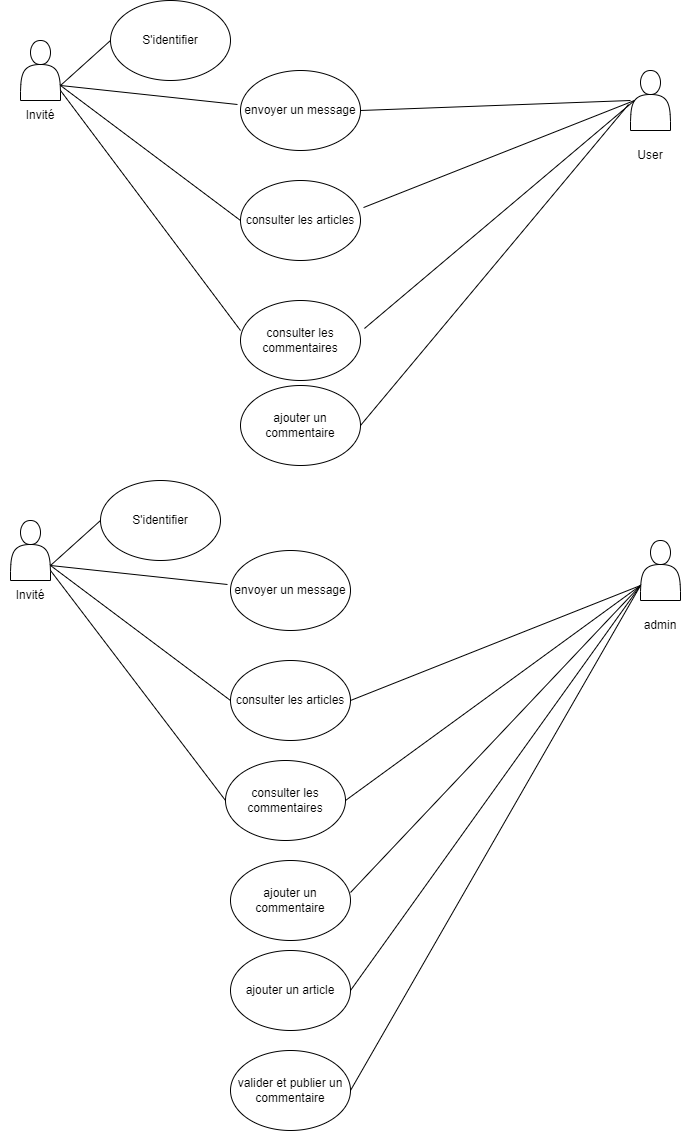 S'identifier
Invité
envoyer un message
User
consulter les articles
consulter les
commentaires
ajouter un
commentaire
S'identifier
Invité
envoyer un message
admin
consulter les articles
consulter les
commentaires
ajouter un
commentaire
ajouter un article
valider et publier un
commentaire